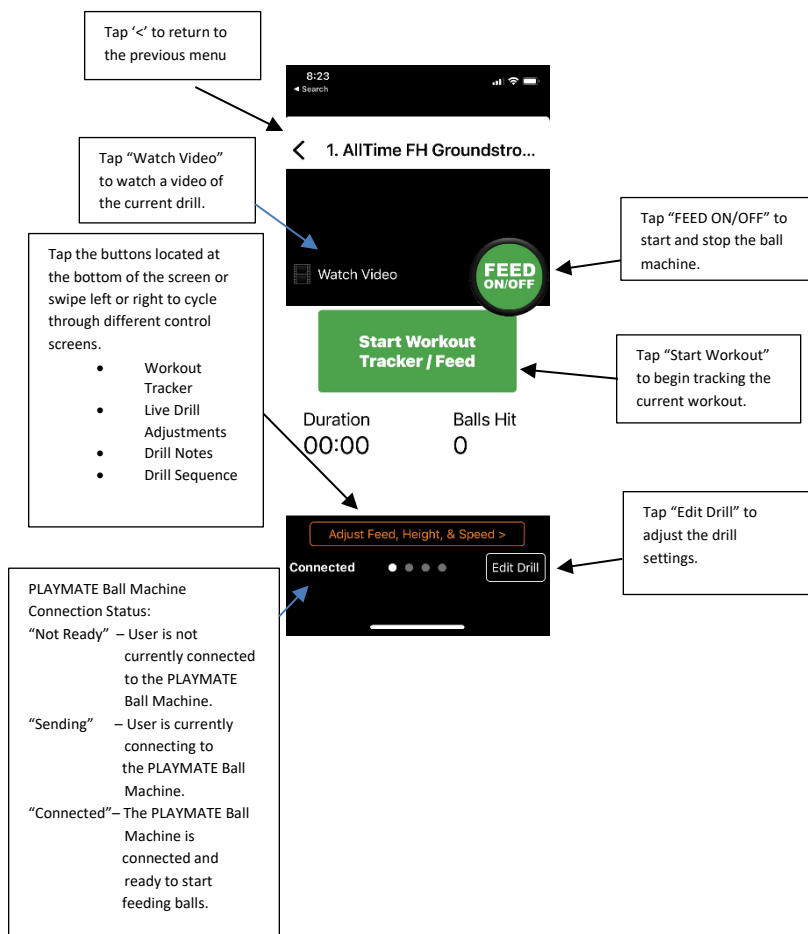 Tap ‘<’ to return to
the previous menu
8:23
◂ Search
1. AllTime FH Groundstro...
Tap “Watch Video”
to watch a video of
the current drill.
Tap “FEED ON/OFF” to
start and stop the ball
machine.
Tap the buttons located at
the bottom of the screen or
swipe left or right to cycle
through different control
screens.
• Workout
Tracker
• Live Drill
Adjustments
• Drill Notes
• Drill Sequence
Watch Video
FEED
ON/OFF
Start Workout
Tracker / Feed
Tap “Start Workout”
to begin tracking the
current workout.
Duration
00:00
Balls Hit
0
Adjust Feed, Height, & Speed >
Connected
Edit Drill
Tap “Edit Drill” to
adjust the drill
settings.
PLAYMATE Ball Machine
Connection Status:
“Not Ready” – User is not
currently connected
to the PLAYMATE
Ball Machine.
“Sending” – User is currently
connecting to
the PLAYMATE Ball
Machine.
“Connected”– The PLAYMATE Ball
Machine is
connected and
ready to start
feeding balls.